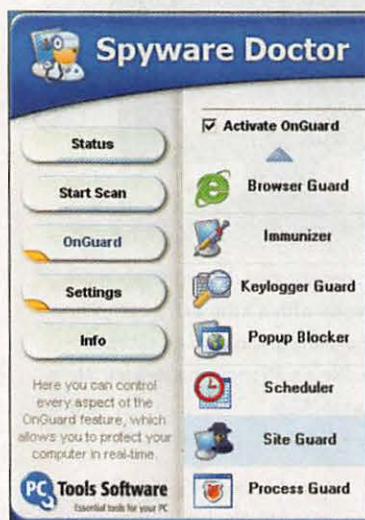 Spyware Doctor
Status
Start Scan
OnGuard
Settings
Info
Here you can control
every aspect of the
OnGuard feature, which
allows you to protect your
computer in real-time.
PC Tools Software
Essential tools for your PC
Activate OnGuard
Browser Guard
Immunizer
Keylogger Guard
Popup Blocker
Scheduler
Site Guard
Process Guard